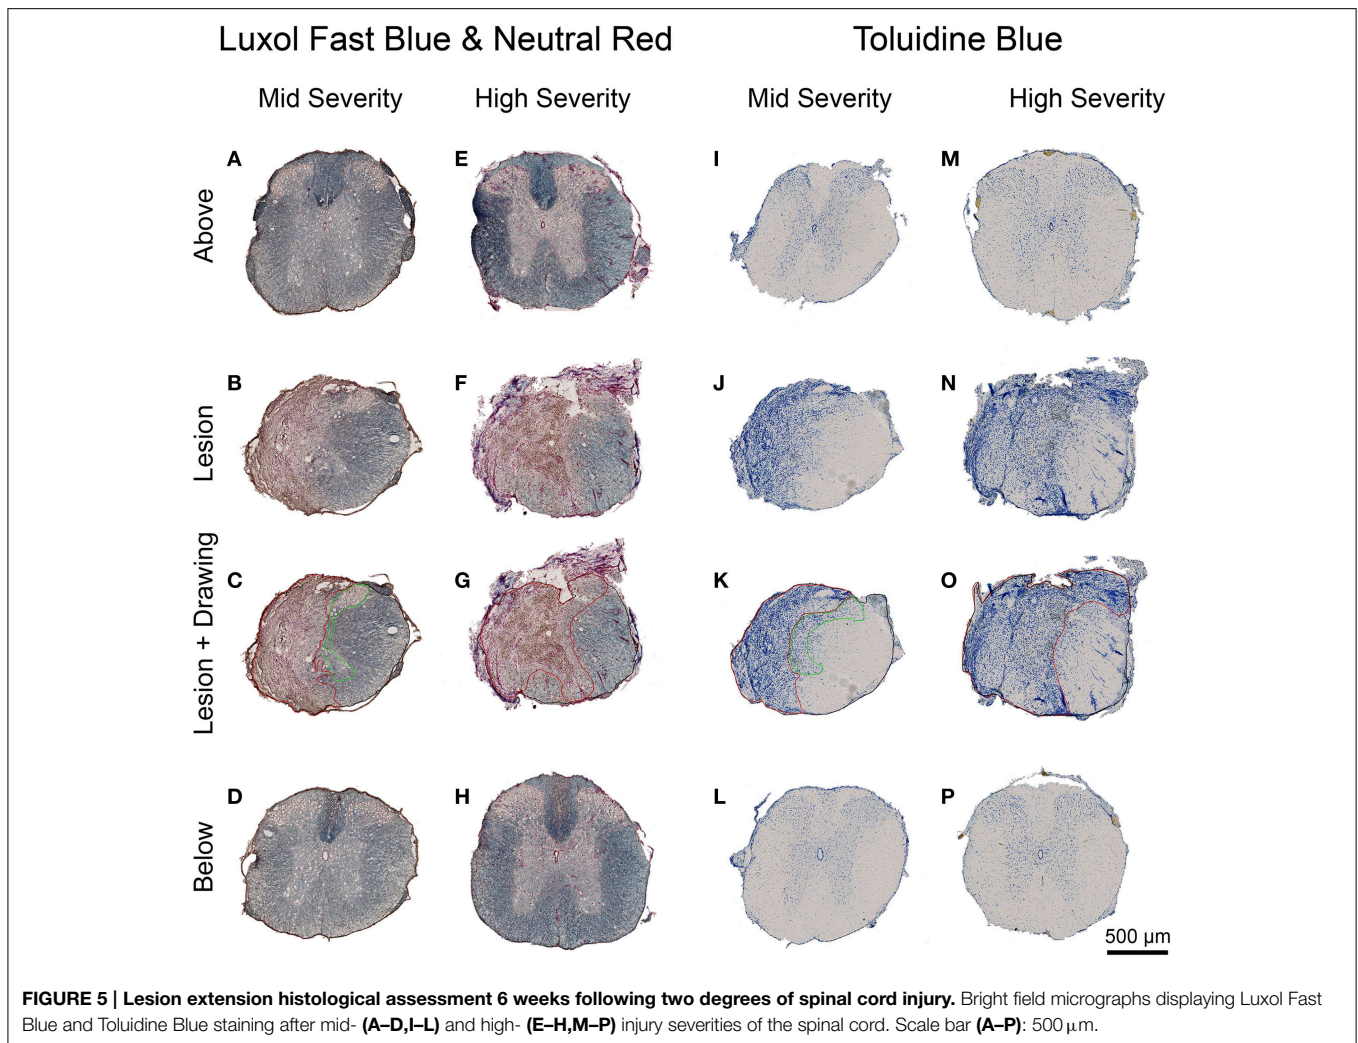 Luxol Fast Blue & Neutral Red
Toluidine Blue
Mid Severity
High Severity
Mid Severity
High Severity
Above
A
E
I
M
Lesion
B
F
J
N
Lesion + Drawing
C
G
K
O
Below
D
H
L
P
500 µm
FIGURE 5 | Lesion extension histological assessment 6 weeks following two degrees of spinal cord injury. Bright field micrographs displaying Luxol Fast
Blue and Toluidine Blue staining after mid- (A–D,I–L) and high- (E–H,M–P) injury severities of the spinal cord. Scale bar (A–P): 500 µm.